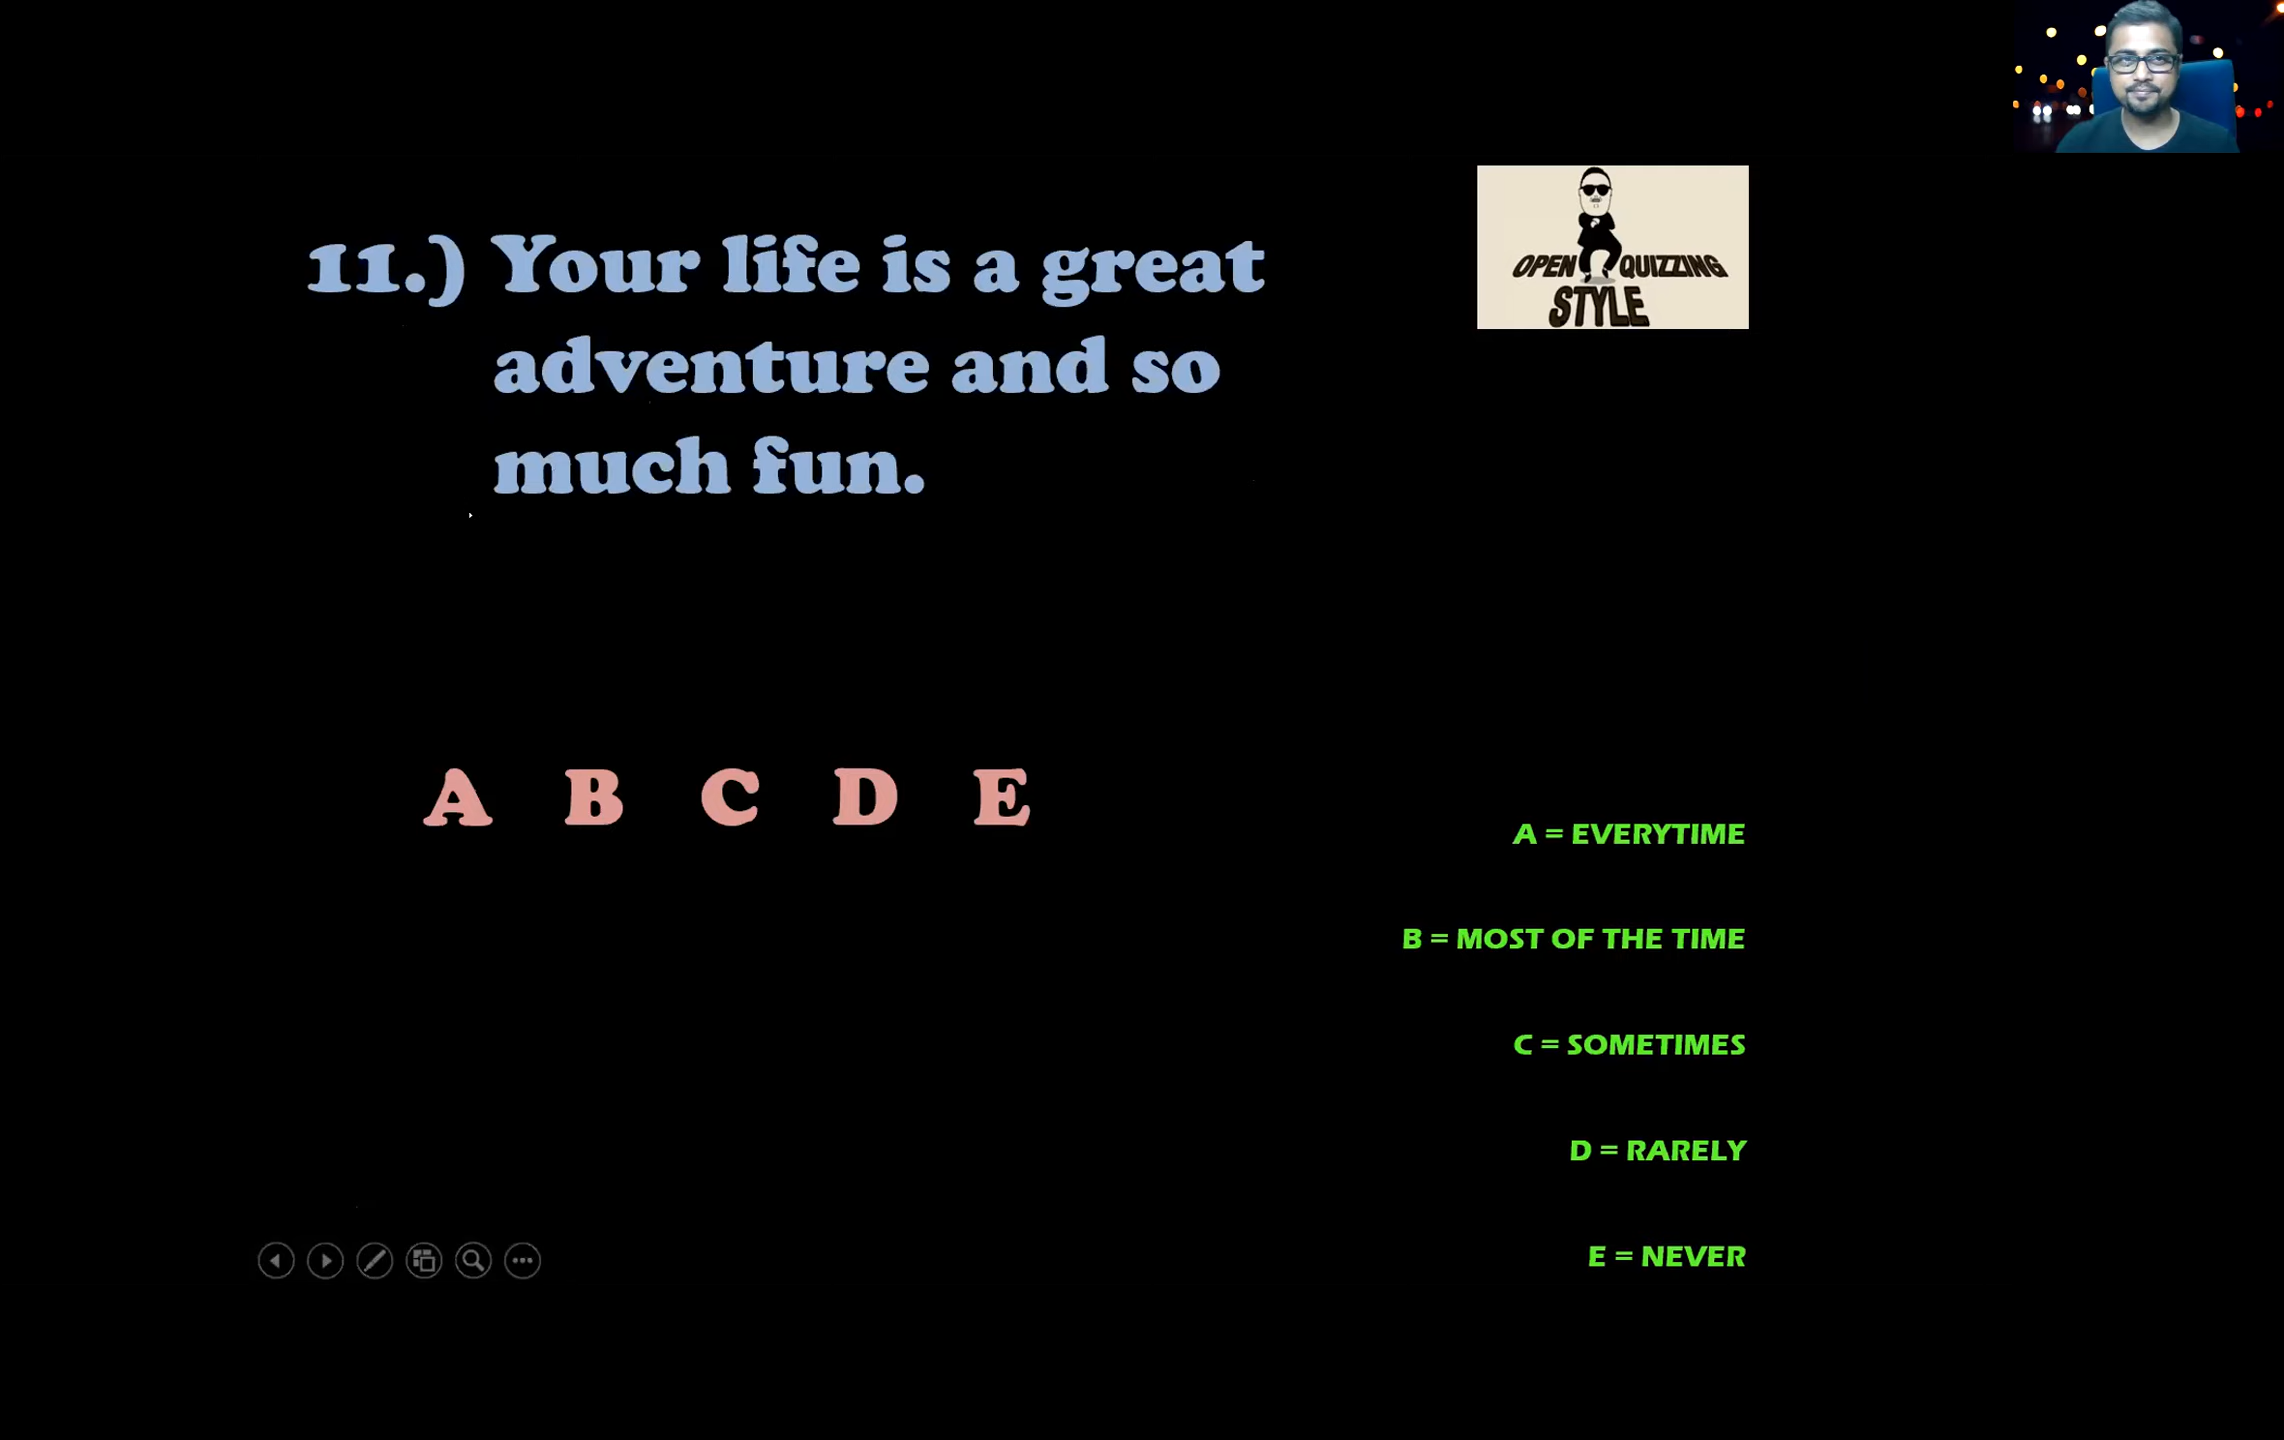 11.) Your life is a great
adventure and so
much fun.
OPEN QUIZZING
STYLE
A B C D E
A = EVERYTIME
B = MOST OF THE TIME
C = SOMETIMES
D = RARELY
E = NEVER